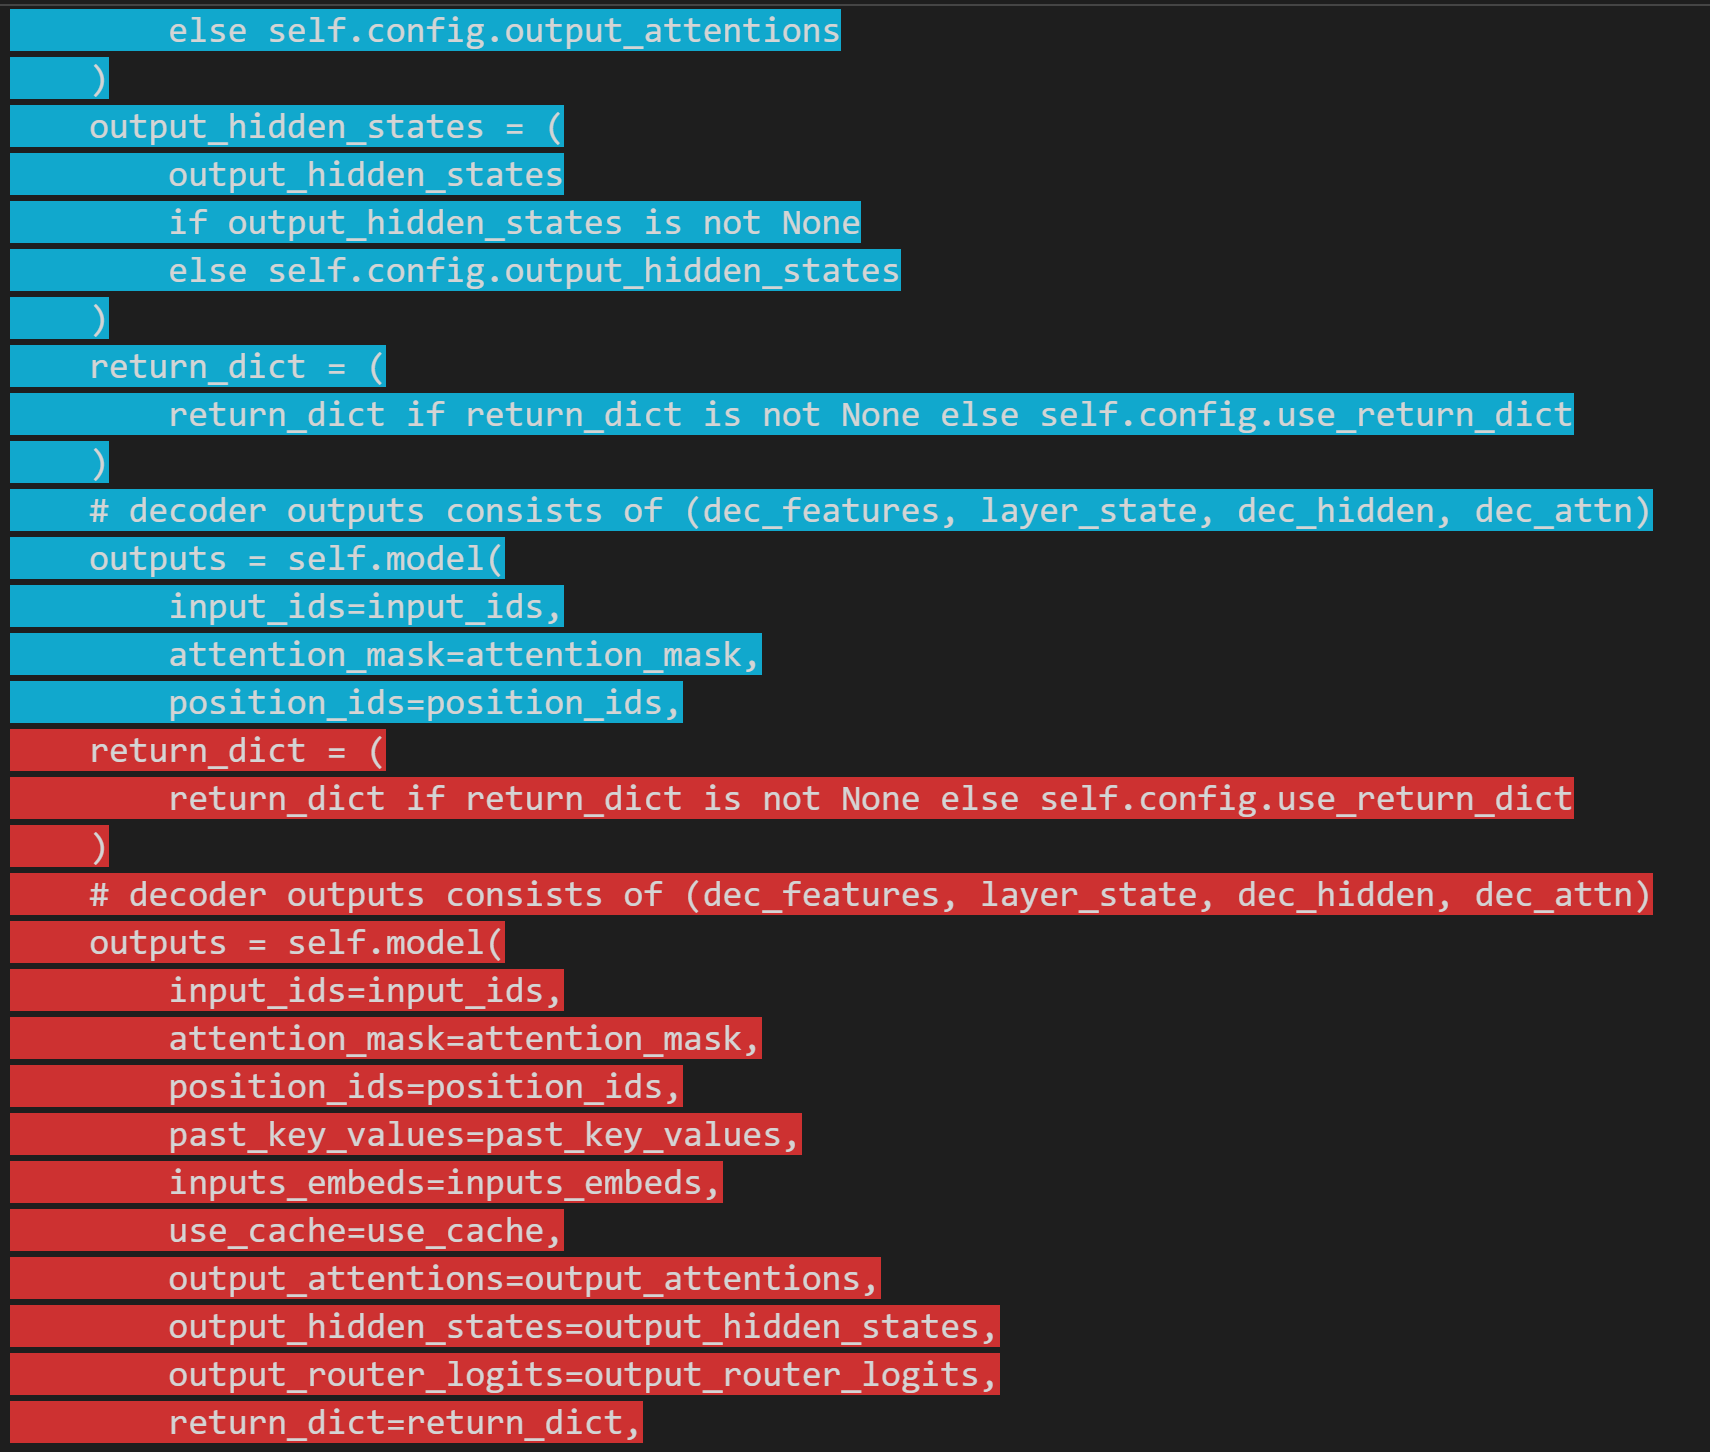 else self.config.output_attentions
    )
    output_hidden_states = (
        output_hidden_states
        if output_hidden_states is not None
        else self.config.output_hidden_states
    )
    return_dict = (
        return_dict if return_dict is not None else self.config.use_return_dict
    )
    # decoder outputs consists of (dec_features, layer_state, dec_hidden, dec_attn)
    outputs = self.model(
        input_ids=input_ids,
        attention_mask=attention_mask,
        position_ids=position_ids,
    return_dict = (
        return_dict if return_dict is not None else self.config.use_return_dict
    )
    # decoder outputs consists of (dec_features, layer_state, dec_hidden, dec_attn)
    outputs = self.model(
        input_ids=input_ids,
        attention_mask=attention_mask,
        position_ids=position_ids,
        past_key_values=past_key_values,
        inputs_embeds=inputs_embeds,
        use_cache=use_cache,
        output_attentions=output_attentions,
        output_hidden_states=output_hidden_states,
        output_router_logits=output_router_logits,
        return_dict=return_dict,